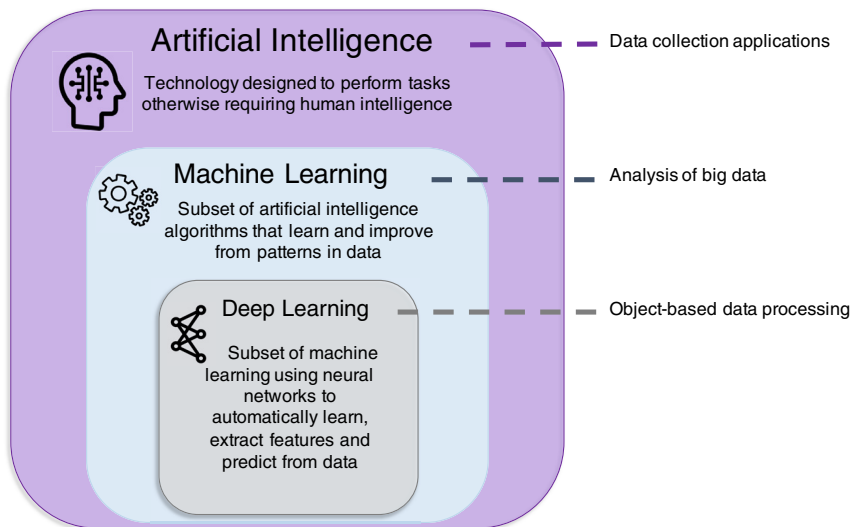 Artificial Intelligence
Data collection applications
Technology designed to perform tasks
otherwise requiring human intelligence
Machine Learning
Analysis of big data
Subset of artificial intelligence
algorithms that learn and improve
from patterns in data
Deep Learning
Object-based data processing
Subset of machine
learning using neural
networks to
automatically learn,
extract features and
predict from data